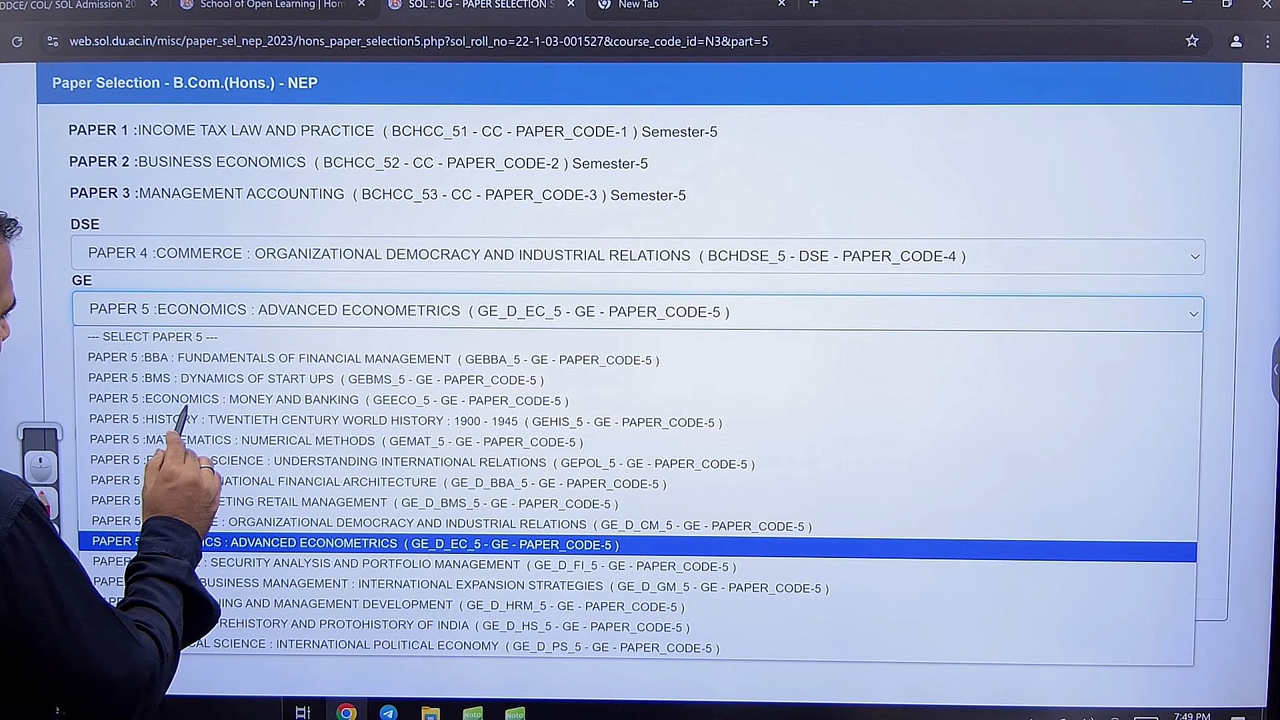 DDCE/ COL/ SOL Admission 20
School of Open Learning | Hom
SOL :: UG - PAPER SELECTION S
New Tab
web.sol.du.ac.in/misc/paper_sel_nep_2023/hons_paper_selection5.php?sol_roll_no=22-1-03-001527&course_code_id=N3&part=5
Paper Selection - B.Com.(Hons.) - NEP
PAPER 1 :INCOME TAX LAW AND PRACTICE ( BCHCC_51 - CC - PAPER_CODE-1 ) Semester-5
PAPER 2 :BUSINESS ECONOMICS ( BCHCC_52 - CC - PAPER_CODE-2 ) Semester-5
PAPER 3 :MANAGEMENT ACCOUNTING ( BCHCC_53 - CC - PAPER_CODE-3 ) Semester-5
DSE
PAPER 4 :COMMERCE : ORGANIZATIONAL DEMOCRACY AND INDUSTRIAL RELATIONS ( BCHDSE_5 - DSE - PAPER_CODE-4 )
GE
PAPER 5 :ECONOMICS : ADVANCED ECONOMETRICS ( GE_D_EC_5 - GE - PAPER_CODE-5 )
--- SELECT PAPER 5 ---
PAPER 5 :BBA : FUNDAMENTALS OF FINANCIAL MANAGEMENT ( GEBBA_5 - GE - PAPER_CODE-5 )
PAPER 5 :BMS : DYNAMICS OF START UPS ( GEBMS_5 - GE - PAPER_CODE-5 )
PAPER 5 :ECONOMICS : MONEY AND BANKING ( GEECO_5 - GE - PAPER_CODE-5 )
PAPER 5 :HISTORY : TWENTIETH CENTURY WORLD HISTORY : 1900 - 1945 ( GEHIS_5 - GE - PAPER_CODE-5 )
PAPER 5 :MATHEMATICS : NUMERICAL METHODS ( GEMAT_5 - GE - PAPER_CODE-5 )
PAPER 5 : SCIENCE : UNDERSTANDING INTERNATIONAL RELATIONS ( GEPOL_5 - GE - PAPER_CODE-5 )
PAPER 5 NATIONAL FINANCIAL ARCHITECTURE ( GE_D_BBA_5 - GE - PAPER_CODE-5 )
PAPER 5 ETING RETAIL MANAGEMENT ( GE_D_BMS_5 - GE - PAPER_CODE-5 )
PAPER 5 E : ORGANIZATIONAL DEMOCRACY AND INDUSTRIAL RELATIONS ( GE_D_CM_5 - GE - PAPER_CODE-5 )
PAPER 5 ICS : ADVANCED ECONOMETRICS ( GE_D_EC_5 - GE - PAPER_CODE-5 )
PAPER : SECURITY ANALYSIS AND PORTFOLIO MANAGEMENT ( GE_D_FI_5 - GE - PAPER_CODE-5 )
BUSINESS MANAGEMENT : INTERNATIONAL EXPANSION STRATEGIES ( GE_D_GM_5 - GE - PAPER_CODE-5 )
NING AND MANAGEMENT DEVELOPMENT ( GE_D_HRM_5 - GE - PAPER_CODE-5 )
REHISTORY AND PROTOHISTORY OF INDIA ( GE_D_HS_5 - GE - PAPER_CODE-5 )
CAL SCIENCE : INTERNATIONAL POLITICAL ECONOMY ( GE_D_PS_5 - GE - PAPER_CODE-5 )
7:49 PM